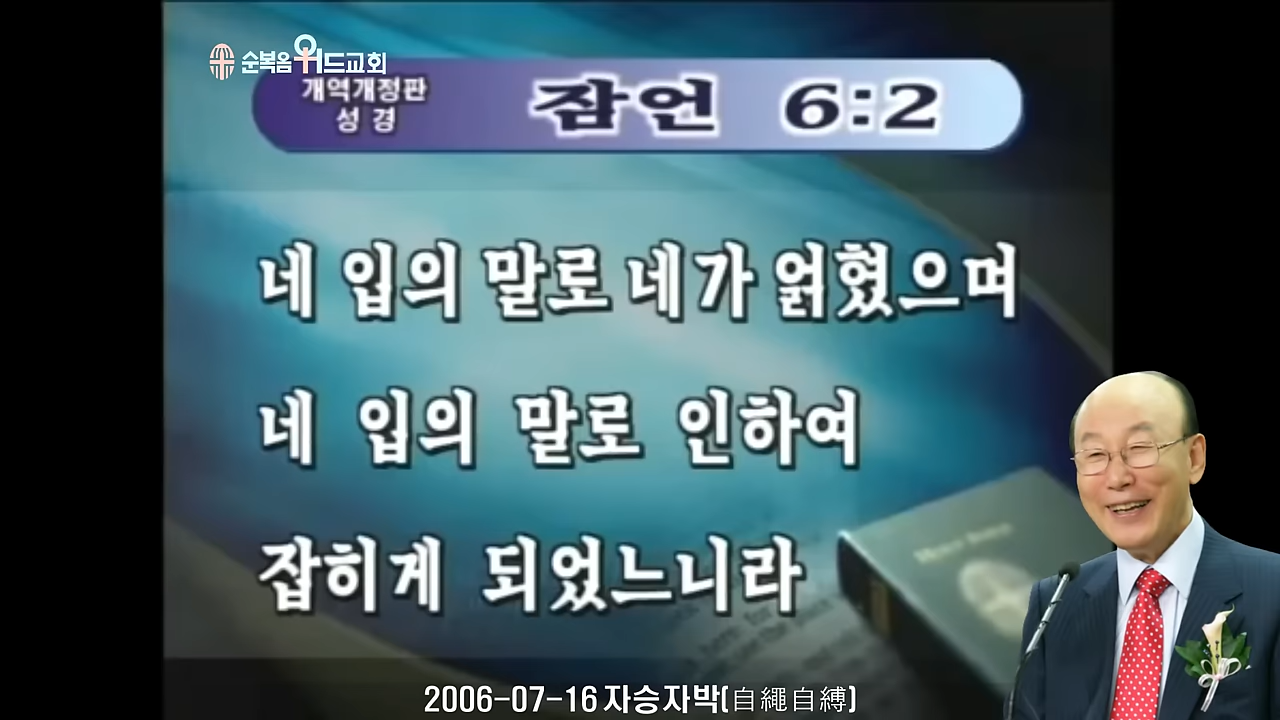 순복음워드교회
개역개정판
성경
잠언 6:2
네 입의 말로 네가 얽혔으며
네 입의 말로 인하여
잡히게 되었느니라
2006-07-16 자승자박(自繩自縛)